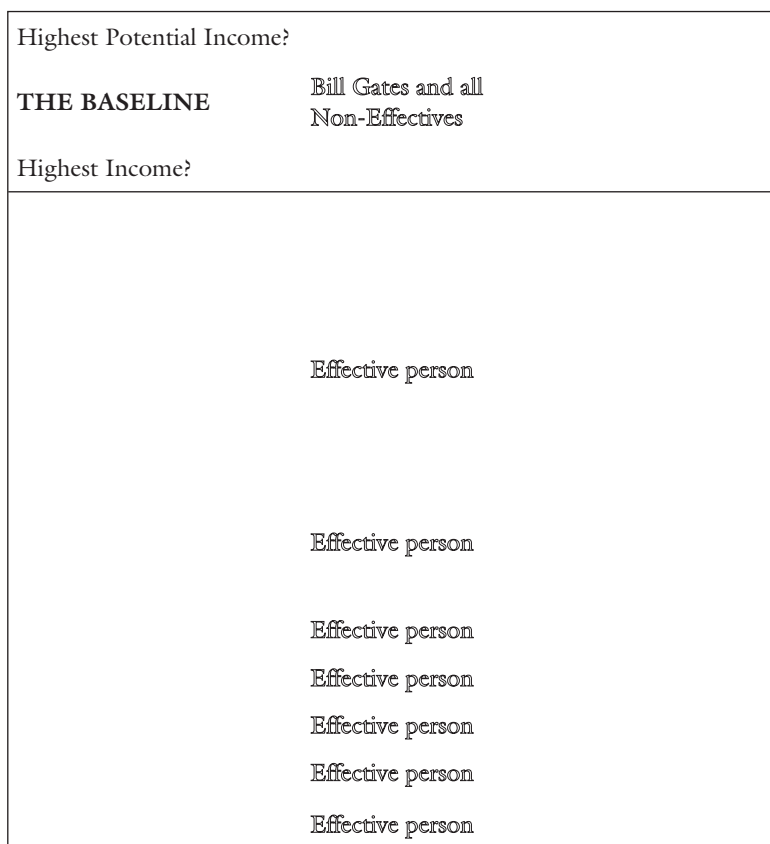 Highest Potential Income?
THE BASELINE
Bill Gates and all
Non-Effectives
Highest Income?
Effective person
Effective person
Effective person
Effective person
Effective person
Effective person
Effective person